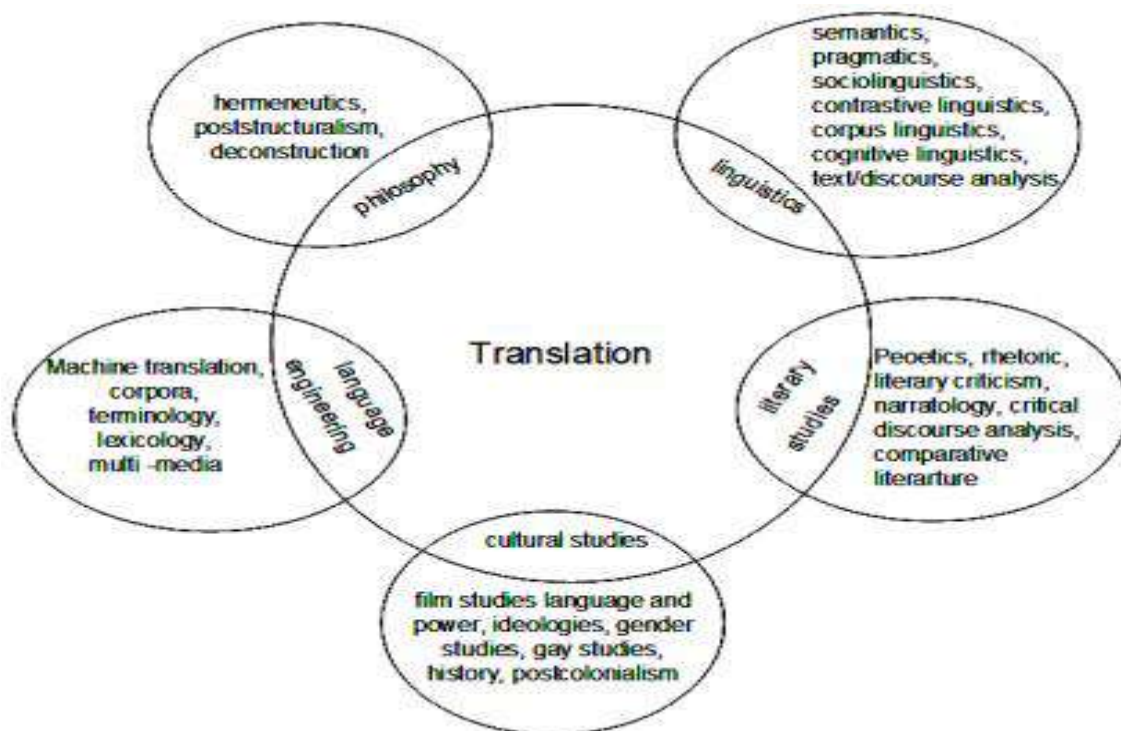 hermeneutics,
poststructuralism,
deconstruction
philosophy
semantics,
pragmatics,
sociolinguistics,
contrastive linguistics,
corpus linguistics,
cognitive linguistics,
text/discourse analysis
linguistics
Translation
Machine translation,
corpora,
terminology,
lexicology,
multi -media
language
engineering
literary
studies
Peoetics, rhetoric,
literary criticism,
narratology, critical
discourse analysis,
comparative
literarture
cultural studies
film studies language and
power, ideologies, gender
studies, gay studies,
history, postcolonialism